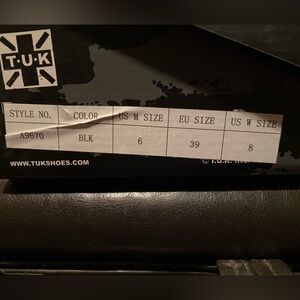 T·U·K
STYLE NO. COLOR US M SIZE EU SIZE US W SIZE
A9670 BLK 6 39 8
WWW.TUKSHOES.COM © T.U.K.